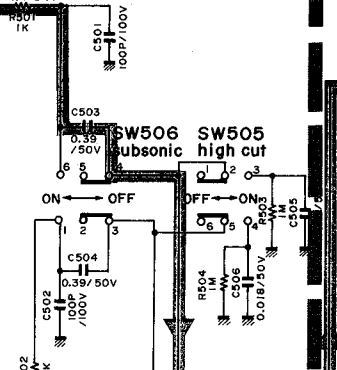 R501
1K
C501
100P/100V
C503
0.39
/50V
SW506 SW505
subsonic high cut
6 5 4
1 2 3
ON OFF
OFF ON
1 2 3
6 5 4
C504
0.39/50V
C502
100P
/100V
R504
1M
C506
0.018/50V
R503
1M
C505